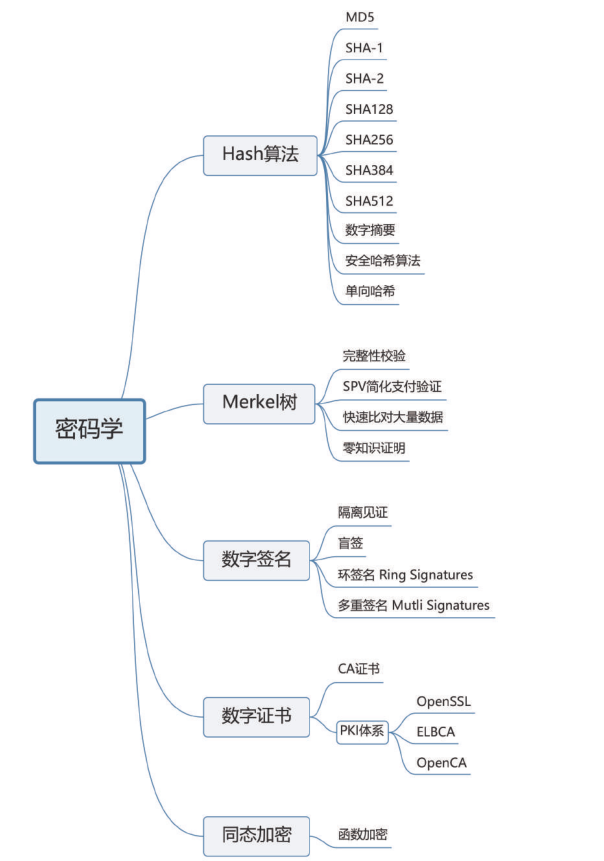 密码学
Hash算法
MD5
SHA-1
SHA-2
SHA128
SHA256
SHA384
SHA512
数字摘要
安全哈希算法
单向哈希
Merkel树
完整性校验
SPV简化支付验证
快速比对大量数据
零知识证明
数字签名
隔离见证
盲签
环签名 Ring Signatures
多重签名 Mutli Signatures
数字证书
CA证书
PKI体系
OpenSSL
ELBCA
OpenCA
同态加密
函数加密